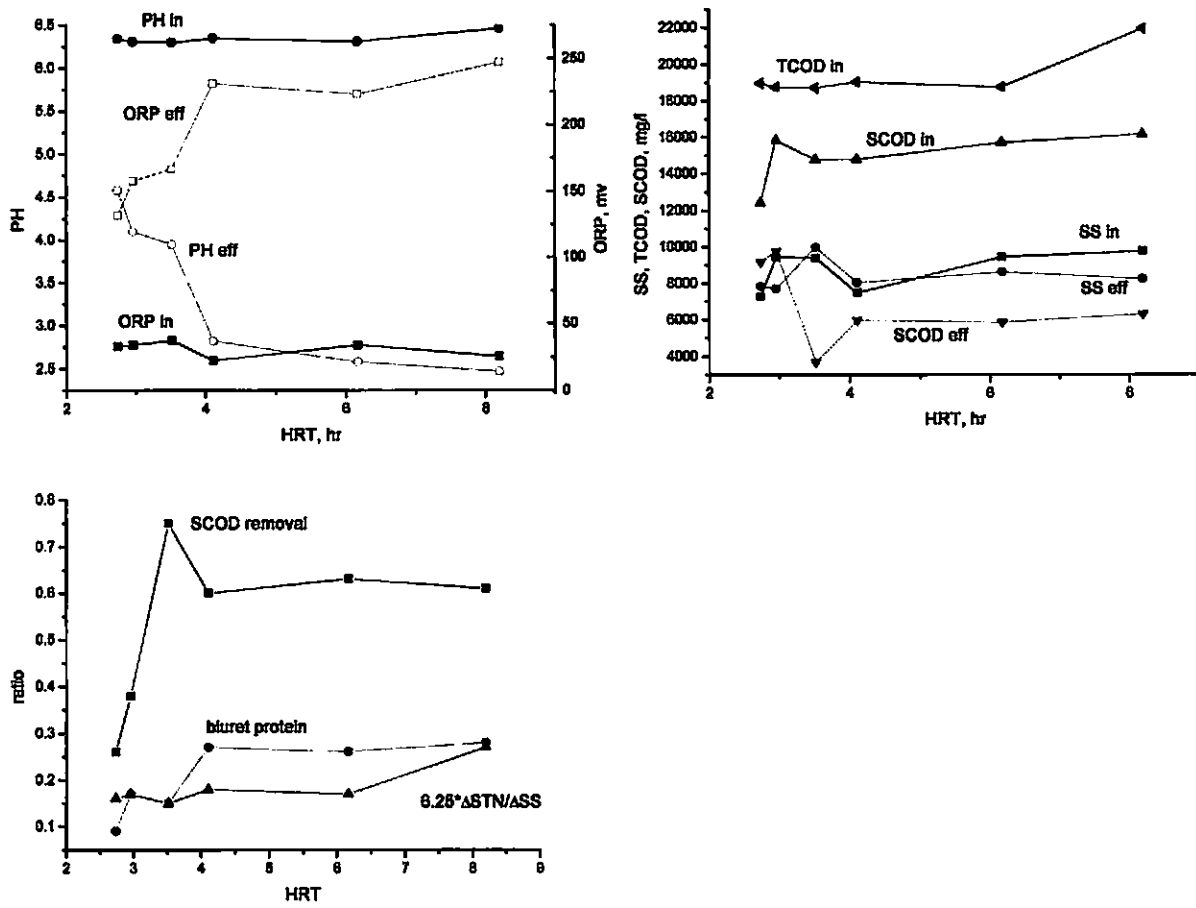 6.5
6.0
5.5
5.0
4.5
4.0
3.5
3.0
2.5
PH
PH in
ORP eff
PH eff
ORP in
250
200
150
100
50
0
ORP, mv
2
4
6
8
HRT, hr
22000
20000
18000
16000
14000
12000
10000
8000
6000
4000
SS, TCOD, SCOD, mg/l
TCOD in
SCOD in
SS in
SS eff
SCOD eff
2
4
6
8
HRT, hr
0.8
0.7
0.6
0.5
0.4
0.3
0.2
0.1
ratio
SCOD removal
biuret protein
6.25*ΔSTN/ΔSS
2
3
4
5
6
7
8
9
HRT